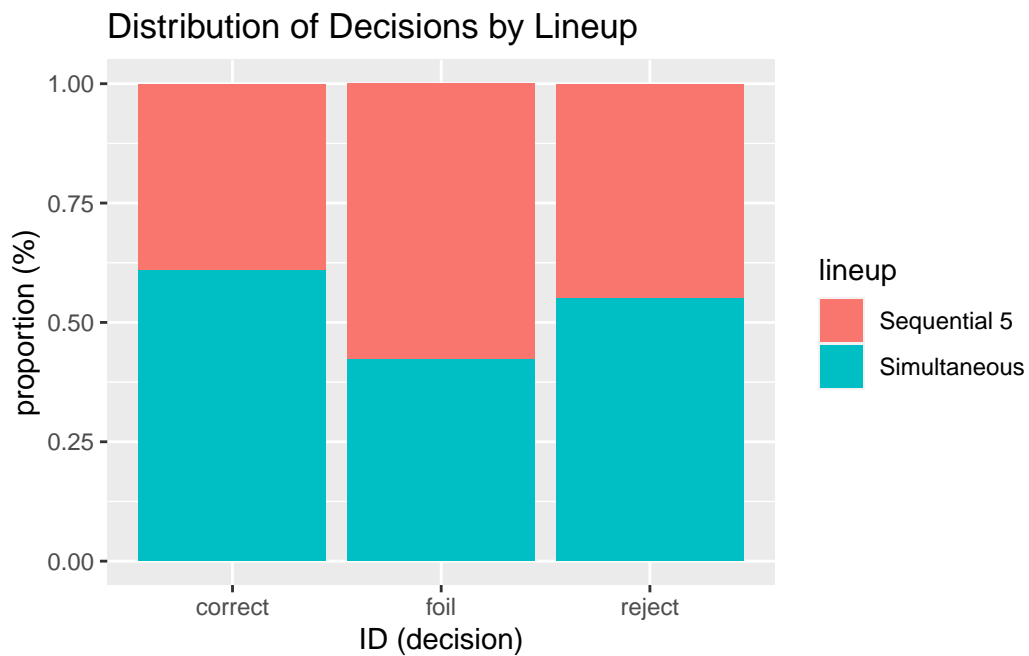 Distribution of Decisions by Lineup
proportion (%)
1.00
0.75
0.50
0.25
0.00
correct foil reject
ID (decision)
lineup
Sequential 5
Simultaneous